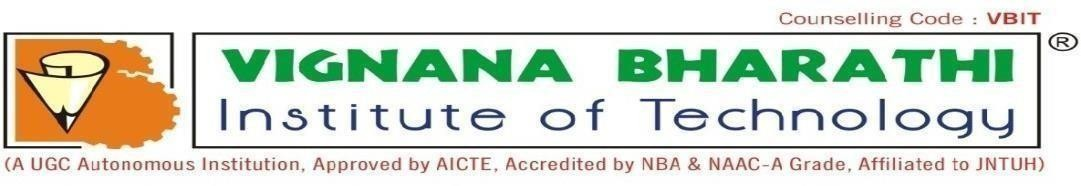 Counselling Code : VBIT
VIGNANA BHARATHI ®
Institute of Technology
(A UGC Autonomous Institution, Approved by AICTE, Accredited by NBA & NAAC-A Grade, Affiliated to JNTUH)